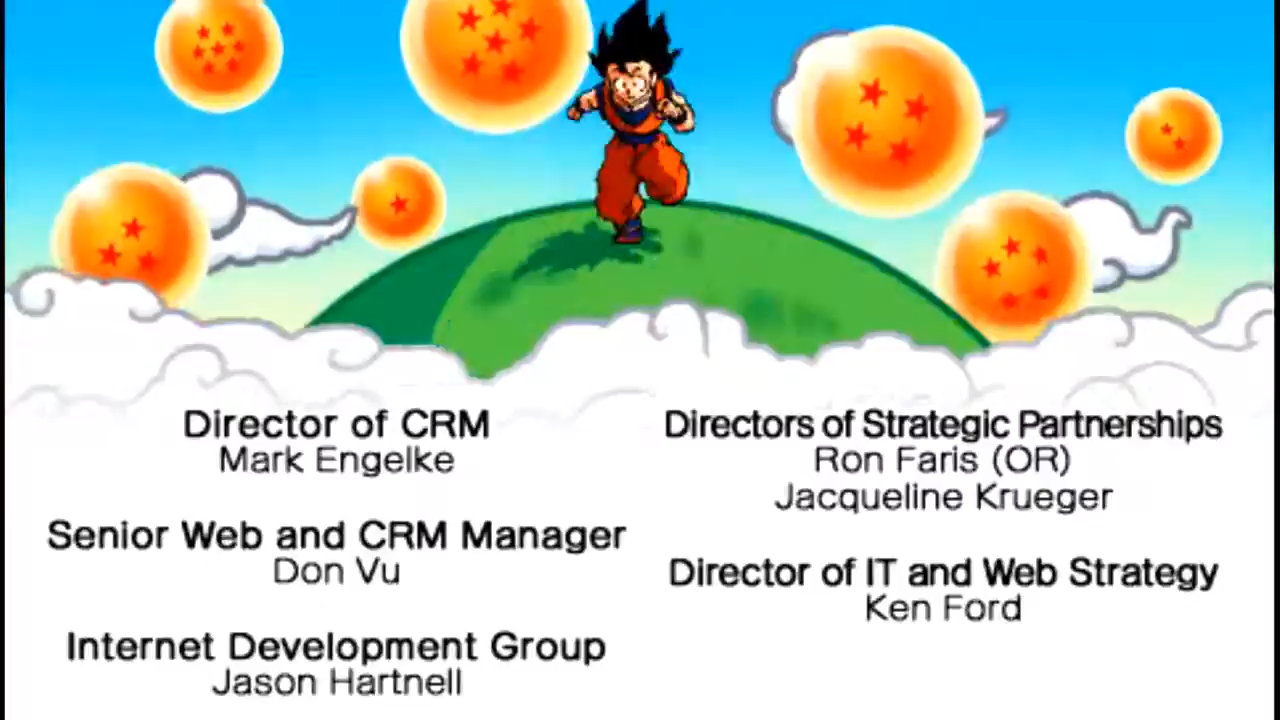 Director of CRM
Mark Engelke
Senior Web and CRM Manager
Don Vu
Internet Development Group
Jason Hartnell
Directors of Strategic Partnerships
Ron Faris (OR)
Jacqueline Krueger
Director of IT and Web Strategy
Ken Ford